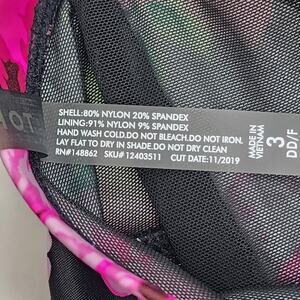 SHELL:80% NYLON 20% SPANDEX
LINING:91% NYLON 9% SPANDEX
HAND WASH COLD.DO NOT BLEACH.DO NOT IRON.
LAY FLAT TO DRY IN SHADE.DO NOT DRY CLEAN
RN#148862 SKU#12403511 CUT DATE:11/2019
MADE IN
VIETNAM
3
DD/F
TO